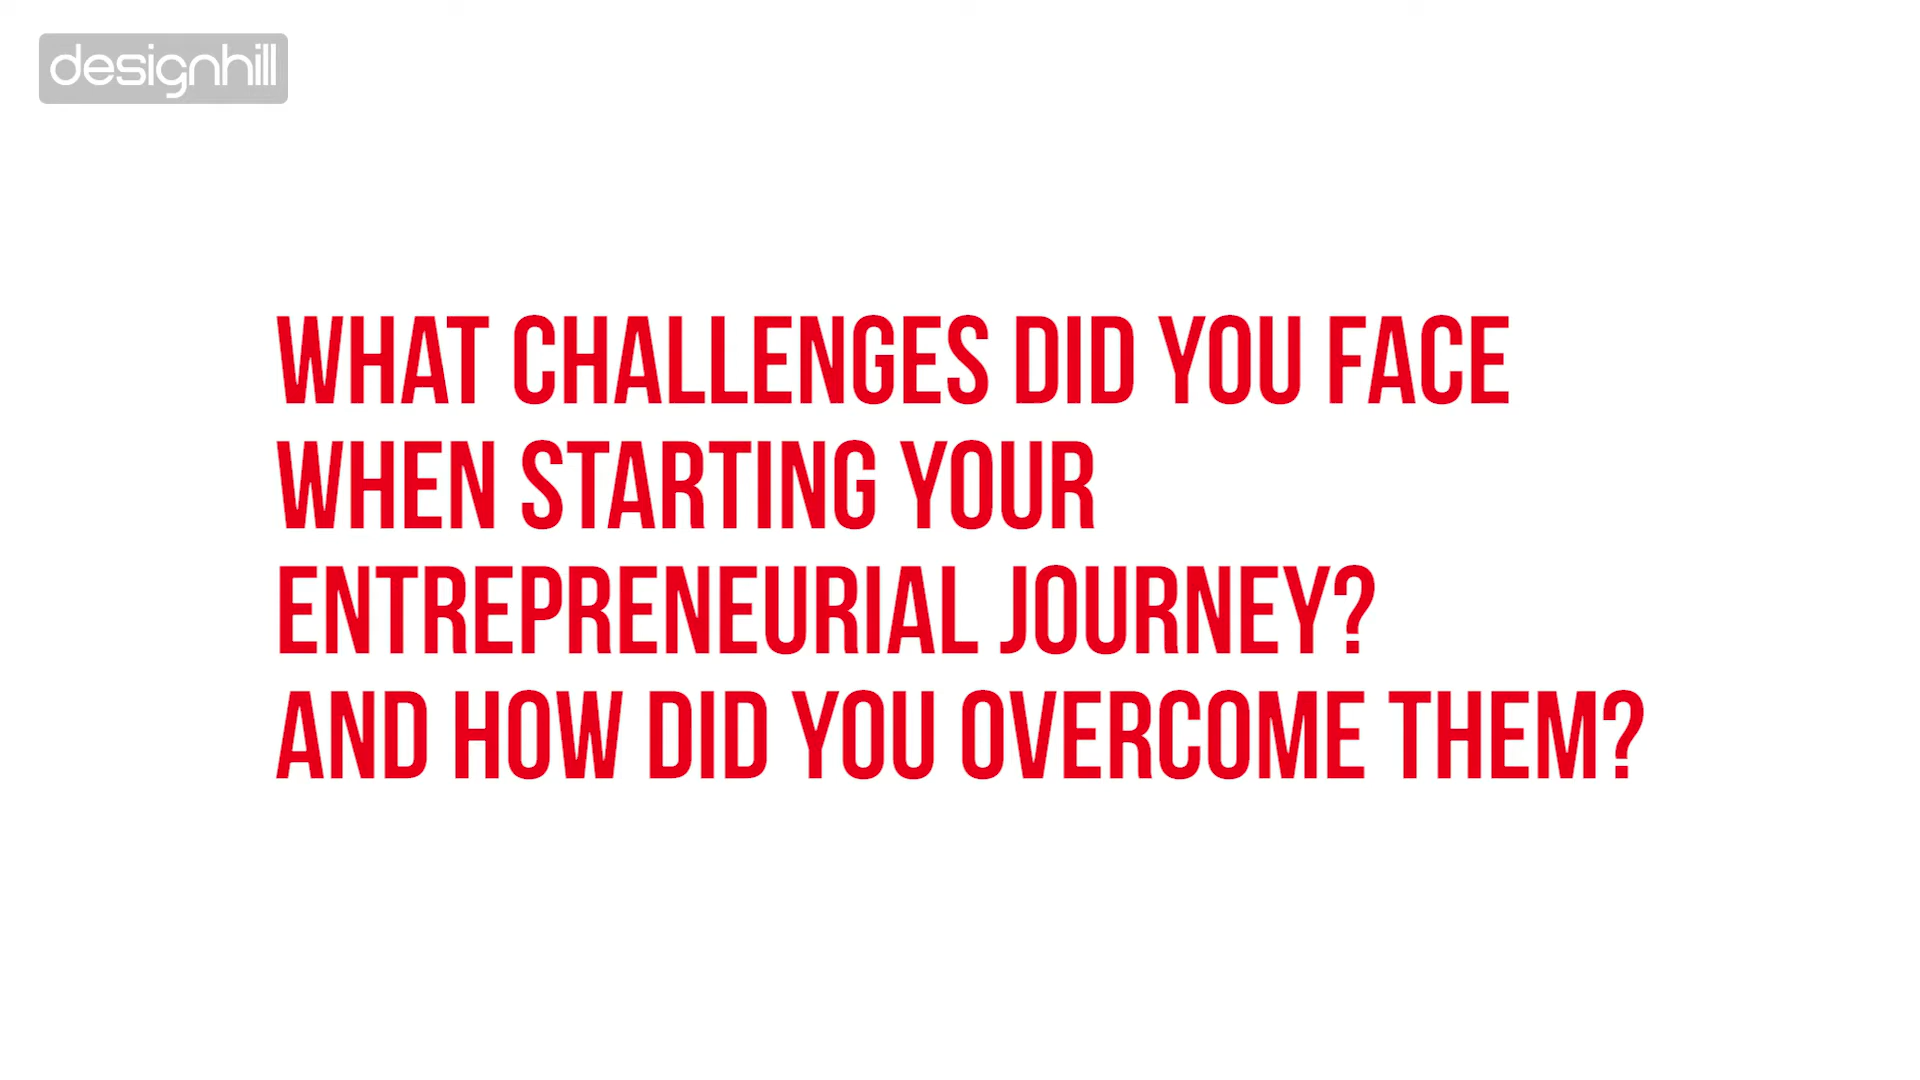 designhill
WHAT CHALLENGES DID YOU FACE
WHEN STARTING YOUR
ENTREPRENEURIAL JOURNEY?
AND HOW DID YOU OVERCOME THEM?